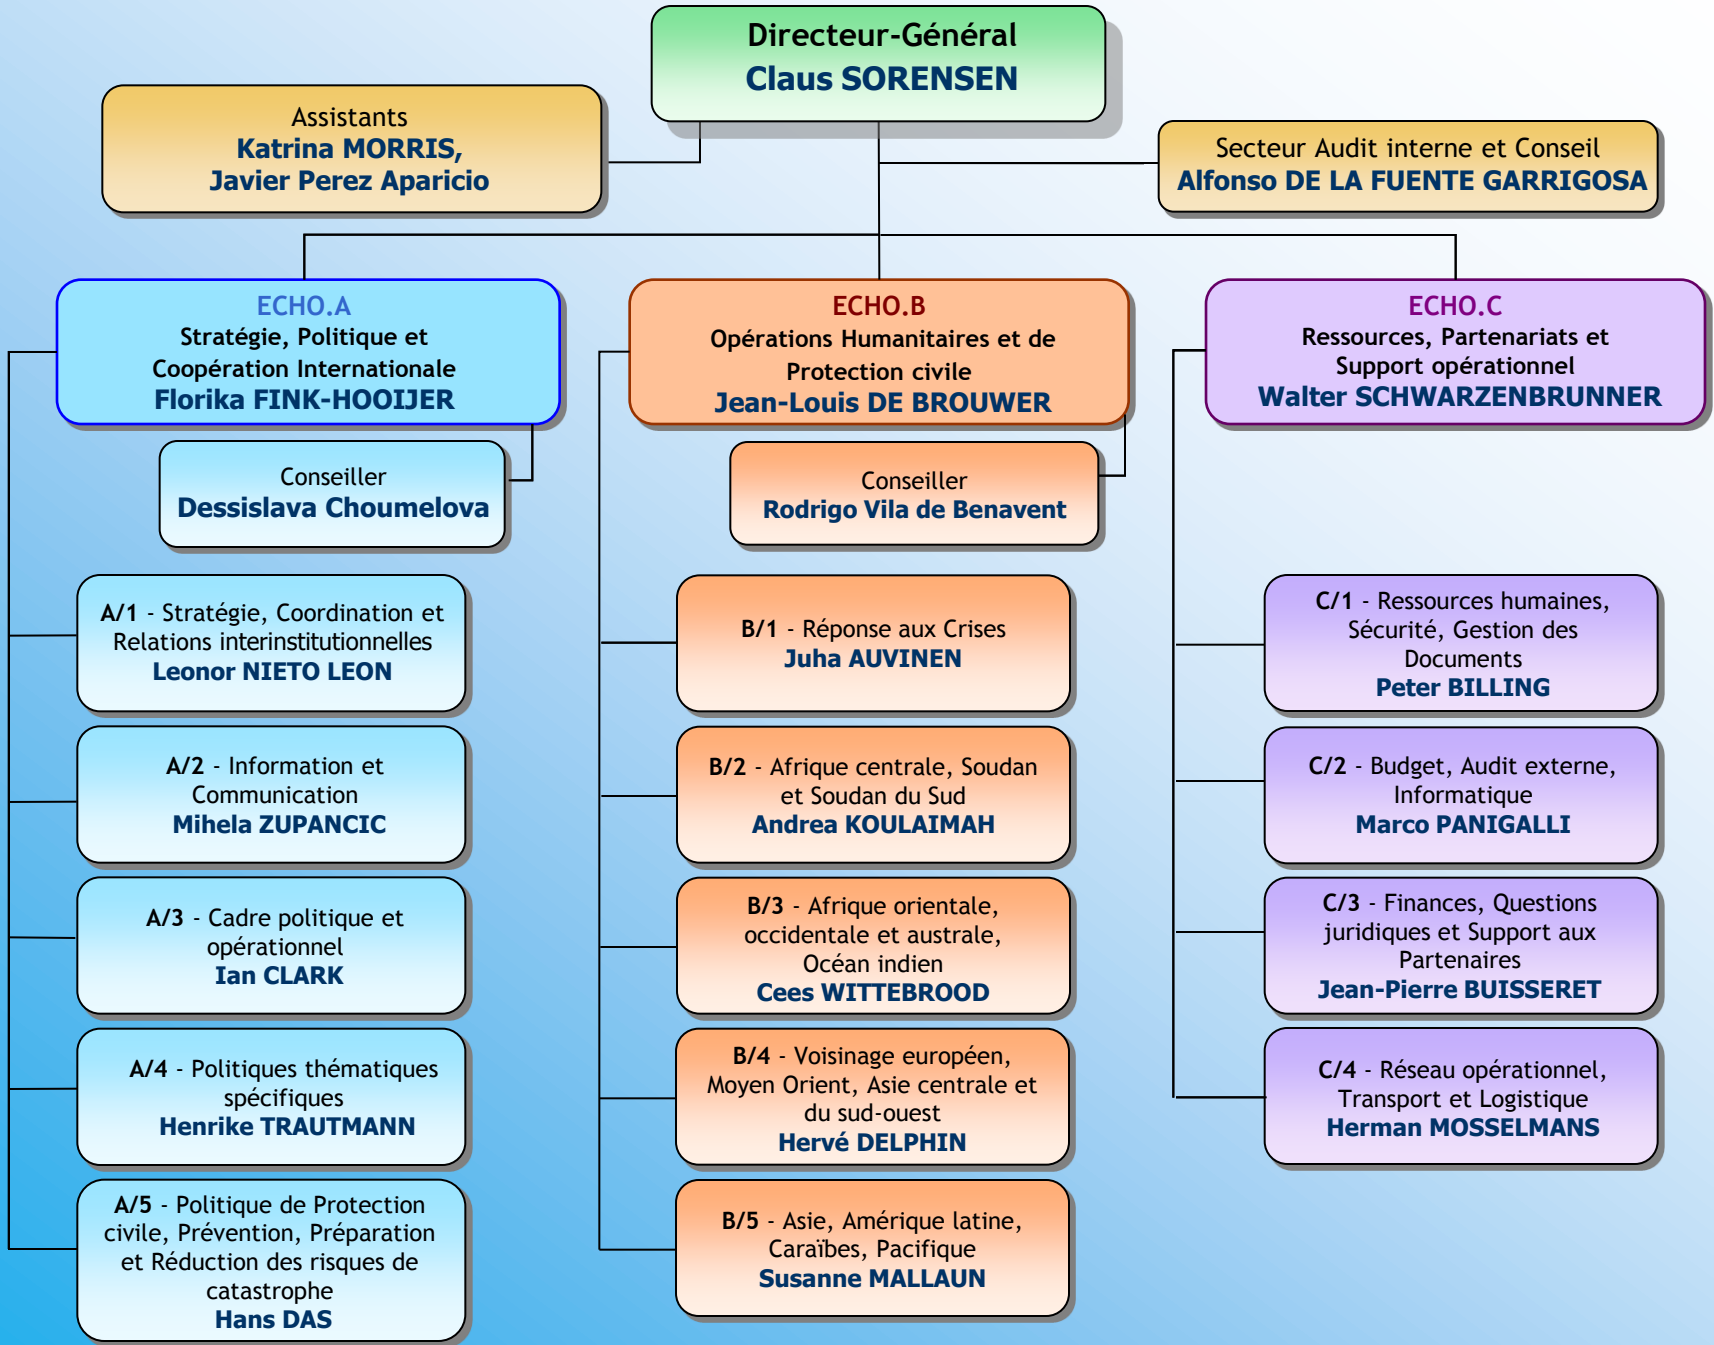 Directeur-Général
Claus SORENSEN
Assistants
Katrina MORRIS,
Javier Perez Aparicio
Secteur Audit interne et Conseil
Alfonso DE LA FUENTE GARRIGOSA
ECHO.A
Stratégie, Politique et
Coopération Internationale
Florika FINK-HOOIJER
Conseiller
Dessislava Choumelova
A/1 - Stratégie, Coordination et
Relations interinstitutionnelles
Leonor NIETO LEON
A/2 - Information et
Communication
Mihela ZUPANCIC
A/3 - Cadre politique et
opérationnel
Ian CLARK
A/4 - Politiques thématiques
spécifiques
Henrike TRAUTMANN
A/5 - Politique de Protection
civile, Prévention, Préparation
et Réduction des risques de
catastrophe
Hans DAS
ECHO.B
Opérations Humanitaires et de
Protection civile
Jean-Louis DE BROUWER
Conseiller
Rodrigo Vila de Benavent
B/1 - Réponse aux Crises
Juha AUVINEN
B/2 - Afrique centrale, Soudan
et Soudan du Sud
Andrea KOULAIMAH
B/3 - Afrique orientale,
occidentale et australe,
Océan indien
Cees WITTEBROOD
B/4 - Voisinage européen,
Moyen Orient, Asie centrale et
du sud-ouest
Hervé DELPHIN
B/5 - Asie, Amérique latine,
Caraïbes, Pacifique
Susanne MALLAUN
ECHO.C
Ressources, Partenariats et
Support opérationnel
Walter SCHWARZENBRUNNER
C/1 - Ressources humaines,
Sécurité, Gestion des
Documents
Peter BILLING
C/2 - Budget, Audit externe,
Informatique
Marco PANIGALLI
C/3 - Finances, Questions
juridiques et Support aux
Partenaires
Jean-Pierre BUISSERET
C/4 - Réseau opérationnel,
Transport et Logistique
Herman MOSSELMANS